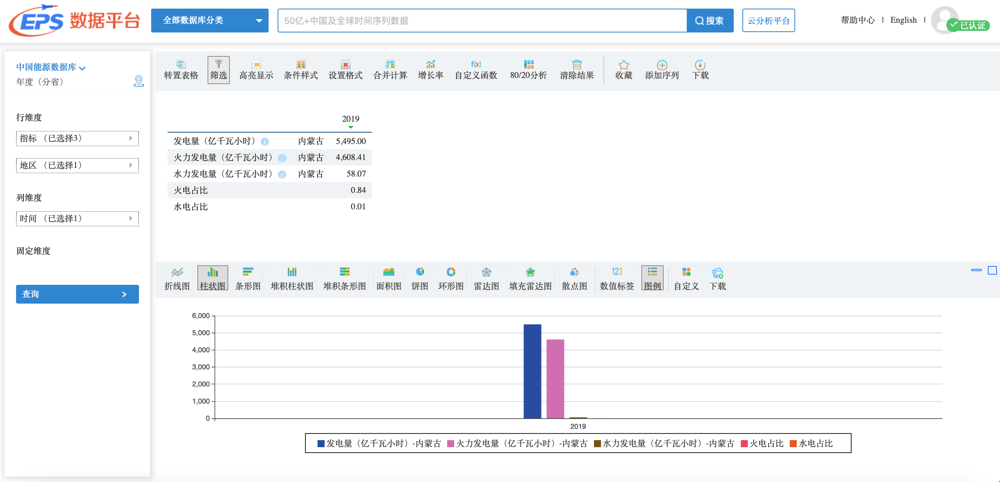 EPS 数据平台
全部数据库分类
50亿+中国及全球时间序列数据
搜索
云分析平台
帮助中心 | English |
已认证
中国能源数据库
年度（分省）
行维度
指标 （已选择3）
地区 （已选择1）
列维度
时间 （已选择1）
固定维度
查询
转置表格 筛选 高亮显示 条件样式 设置格式 合并计算 增长率 f(x) 自定义函数 80 20 80/20分析 清除结果 收藏 添加序列 下载
2019
发电量（亿千瓦小时） i 内蒙古 5,495.00
火力发电量（亿千瓦小时） i 内蒙古 4,608.41
水力发电量（亿千瓦小时） i 内蒙古 58.07
火电占比 0.84
水电占比 0.01
折线图 柱状图 条形图 堆积柱状图 堆积条形图 面积图 饼图 环形图 雷达图 填充雷达图 散点图 123 数值标签 图例 自定义 下载
6,000
5,000
4,000
3,000
2,000
1,000
0
2019
发电量（亿千瓦小时）-内蒙古 火力发电量（亿千瓦小时）-内蒙古 水力发电量（亿千瓦小时）-内蒙古 火电占比 水电占比